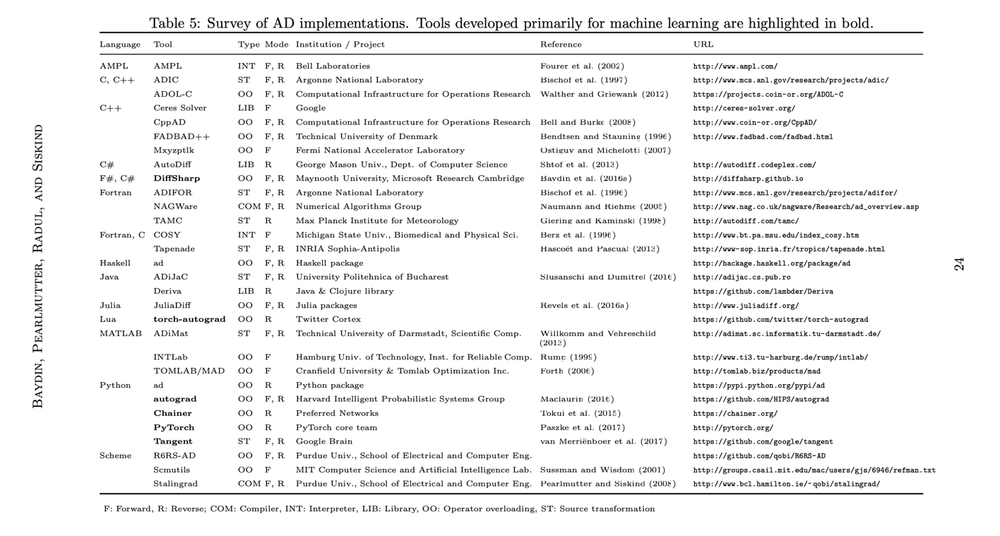 Table 5: Survey of AD implementations. Tools developed primarily for machine learning are highlighted in bold.
Language Tool Type Mode Institution / Project Reference URL
AMPL AMPL INT F, R Bell Laboratories Fourer et al. (2002) http://www.ampl.com/
C, C++ ADIC ST F, R Argonne National Laboratory Bischof et al. (1997) http://www.mcs.anl.gov/research/projects/adic/
ADOL-C OO F, R Computational Infrastructure for Operations Research Walther and Griewank (2012) https://projects.coin-or.org/ADOL-C
C++ Ceres Solver LIB F Google http://ceres-solver.org/
CppAD OO F, R Computational Infrastructure for Operations Research Bell and Burke (2008) http://www.coin-or.org/CppAD/
FADBAD++ OO F, R Technical University of Denmark Bendtsen and Stauning (1996) http://www.fadbad.com/fadbad.html
Mxyzptlk OO F Fermi National Accelerator Laboratory Ostiguy and Michelotti (2007)
C# AutoDiff LIB R George Mason Univ., Dept. of Computer Science Shtof et al. (2013) http://autodiff.codeplex.com/
F#, C# DiffSharp OO F, R Maynooth University, Microsoft Research Cambridge Baydin et al. (2016a) http://diffsharp.github.io
Fortran ADIFOR ST F, R Argonne National Laboratory Bischof et al. (1996) http://www.mcs.anl.gov/research/projects/adifor/
NAGWare COM F, R Numerical Algorithms Group Naumann and Riehme (2005) http://www.nag.co.uk/nagware/Research/ad_overview.asp
TAMC ST R Max Planck Institute for Meteorology Giering and Kaminski (1998) http://autodiff.com/tamc/
Fortran, C COSY INT F Michigan State Univ., Biomedical and Physical Sci. Berz et al. (1996) http://www.bt.pa.msu.edu/index_cosy.htm
Tapenade ST F, R INRIA Sophia-Antipolis Hascoët and Pascual (2013) http://www-sop.inria.fr/tropics/tapenade.html
Haskell ad OO F, R Haskell package http://hackage.haskell.org/package/ad
Java ADiJaC ST F, R University Politehnica of Bucharest Slusanschi and Dumitrel (2016) http://adijac.cs.pub.ro
Deriva LIB R Java & Clojure library https://github.com/lambder/Deriva
Julia JuliaDiff OO F, R Julia packages Revels et al. (2016a) http://www.juliadiff.org/
Lua torch-autograd OO R Twitter Cortex https://github.com/twitter/torch-autograd
MATLAB ADiMat ST F, R Technical University of Darmstadt, Scientific Comp. Willkomm and Vehreschild http://adimat.sc.informatik.tu-darmstadt.de/
(2013)
INTLab OO F Hamburg Univ. of Technology, Inst. for Reliable Comp. Rump (1999) http://www.ti3.tu-harburg.de/rump/intlab/
TOMLAB/MAD OO F Cranfield University & Tomlab Optimization Inc. Forth (2006) http://tomlab.biz/products/mad
Python ad OO R Python package https://pypi.python.org/pypi/ad
autograd OO F, R Harvard Intelligent Probabilistic Systems Group Maclaurin (2016) https://github.com/HIPS/autograd
Chainer OO R Preferred Networks Tokui et al. (2015) https://chainer.org/
PyTorch OO R PyTorch core team Paszke et al. (2017) http://pytorch.org/
Tangent ST F, R Google Brain van Merriënboer et al. (2017) https://github.com/google/tangent
Scheme R6RS-AD OO F, R Purdue Univ., School of Electrical and Computer Eng. https://github.com/qobi/R6RS-AD
Scmutils OO F MIT Computer Science and Artificial Intelligence Lab. Sussman and Wisdom (2001) http://groups.csail.mit.edu/mac/users/gjs/6946/refman.txt
Stalingrad COM F, R Purdue Univ., School of Electrical and Computer Eng. Pearlmutter and Siskind (2008) http://www.bcl.hamilton.ie/~qobi/stalingrad/
F: Forward, R: Reverse; COM: Compiler, INT: Interpreter, LIB: Library, OO: Operator overloading, ST: Source transformation
Baydin, Pearlmutter, Radul, and Siskind
24